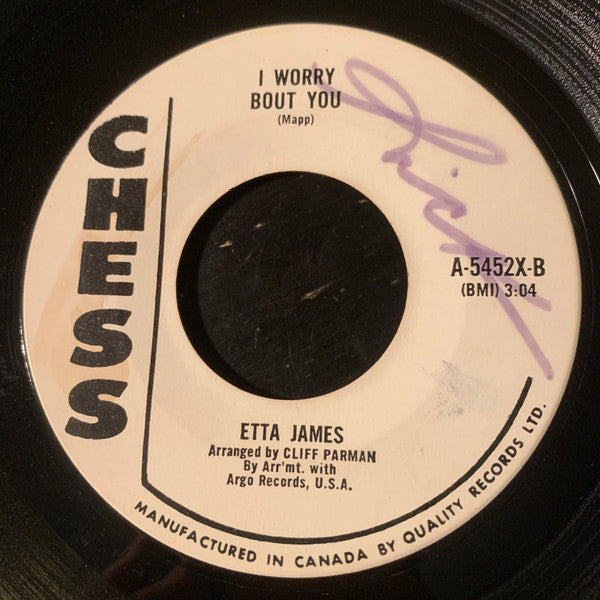 CHESS
I WORRY
BOUT YOU
(Mapp)
A-5452X-B
(BMI) 3:04
ETTA JAMES
Arranged by CLIFF PARMAN
By Arr'mt. with
Argo Records, U.S.A.
MANUFACTURED IN CANADA BY QUALITY RECORDS LTD.